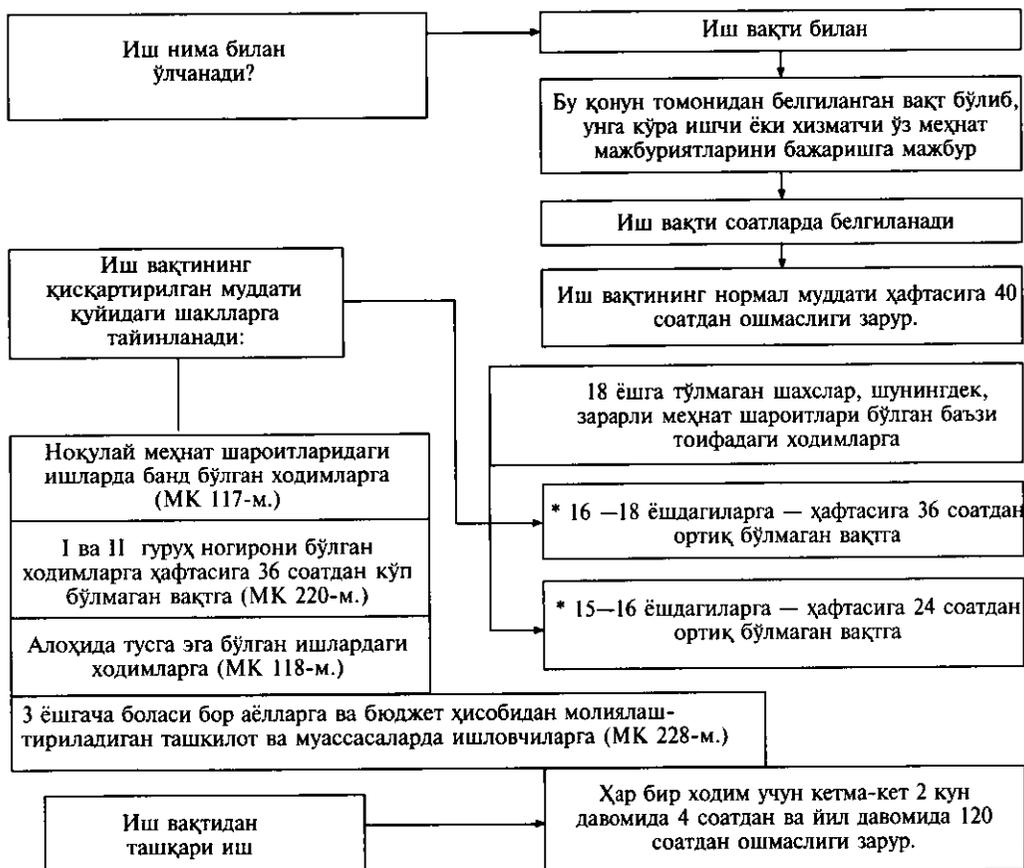 Иш нима билан
ўлчанади?
Иш вақти билан
Бу қонун томонидан белгиланган вақт бўлиб,
унга кўра ишчи ёки хизматчи ўз меҳнат
мажбуриятларини бажаришга мажбур
Иш вақти соатларда белгиланади
Иш вақтининг нормал муддати ҳафтасига 40
соатдан ошмаслиги зарур.
Иш вақтининг
қисқартирилган муддати
қуйидаги шаклларга
тайинланади:
18 ёшга тўлмаган шахслар, шунингдек,
зарарли меҳнат шароитлари бўлган баъзи
тоифадаги ходимларга
* 16 —18 ёшдагиларга — ҳафтасига 36 соатдан
ортиқ бўлмаган вақтга
* 15—16 ёшдагиларга — ҳафтасига 24 соатдан
ортиқ бўлмаган вақтга
Ноқулай меҳнат шароитларидаги
ишларда банд бўлган ходимларга
(МК 117-м.)
I ва II гуруҳ ногирони бўлган
ходимларга ҳафтасига 36 соатдан кўп
бўлмаган вақтга (МК 220-м.)
Алоҳида тусга эга бўлган ишлардаги
ходимларга (МК 118-м.)
3 ёшгача боласи бор аёлларга ва бюджет ҳисобидан молиялаш-
тириладиган ташкилот ва муассасаларда ишловчиларга (МК 228-м.)
Иш вақтидан
ташқари иш
Ҳар бир ходим учун кетма-кет 2 кун
давомида 4 соатдан ва йил давомида 120
соатдан ошмаслиги зарур.